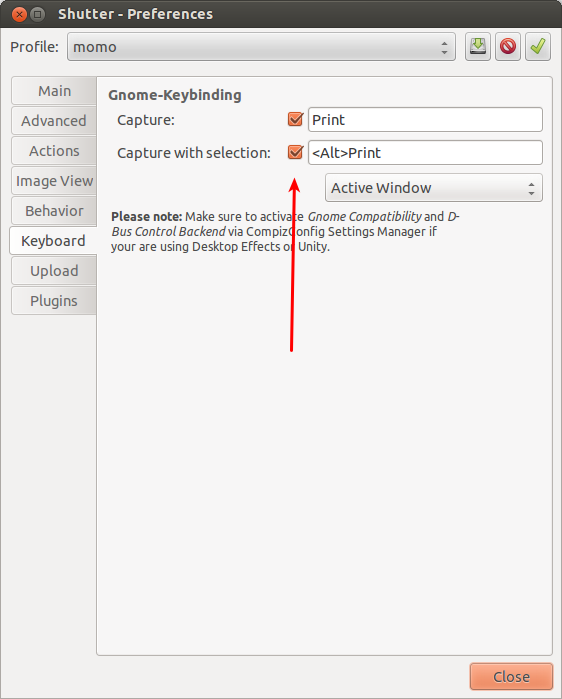 Shutter - Preferences
Profile: momo
Main
Advanced
Actions
Image View
Behavior
Keyboard
Upload
Plugins
Gnome-Keybinding
Capture: Print
Capture with selection: <Alt>Print
Active Window
Please note: Make sure to activate Gnome Compatibility and D-
Bus Control Backend via CompizConfig Settings Manager if
your are using Desktop Effects or Unity.
Close